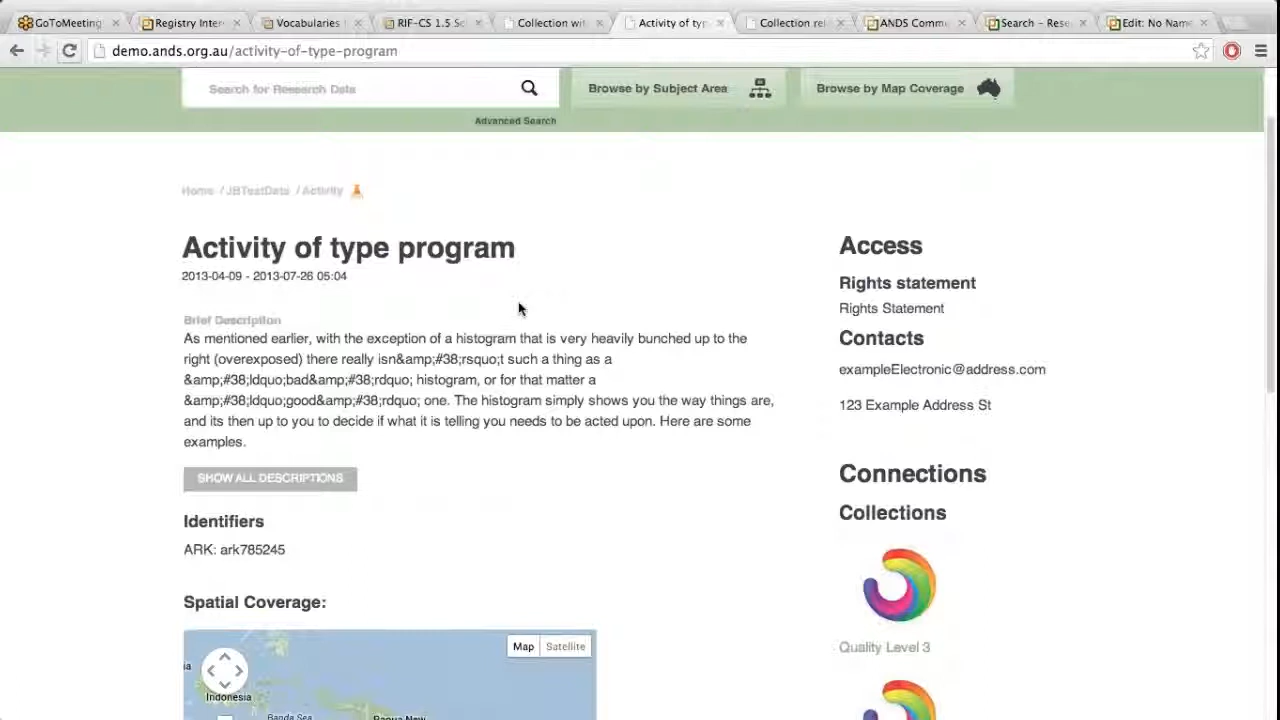 GoToMeeting
Registry Inter
Vocabularies
RIF-CS 1.5 Sc
Collection wit
Activity of typ
Collection rel
ANDS Commu
Search - Rese
Edit: No Name
demo.ands.org.au/activity-of-type-program
Search for Research Data
Browse by Subject Area
Browse by Map Coverage
Advanced Search
Home / JBTestData / Activity
Activity of type program
2013-04-09 - 2013-07-26 05:04
Brief Description
As mentioned earlier, with the exception of a histogram that is very heavily bunched up to the
right (overexposed) there really isn&amp;#38;rsquo;t such a thing as a
&amp;#38;ldquo;bad&amp;#38;rdquo; histogram, or for that matter a
&amp;#38;ldquo;good&amp;#38;rdquo; one. The histogram simply shows you the way things are,
and its then up to you to decide if what it is telling you needs to be acted upon. Here are some
examples.
SHOW ALL DESCRIPTIONS
Identifiers
ARK: ark785245
Spatial Coverage:
Map
Satellite
ia
Indonesia
Banda Sea
Papua New
Access
Rights statement
Rights Statement
Contacts
exampleElectronic@address.com
123 Example Address St
Connections
Collections
Quality Level 3